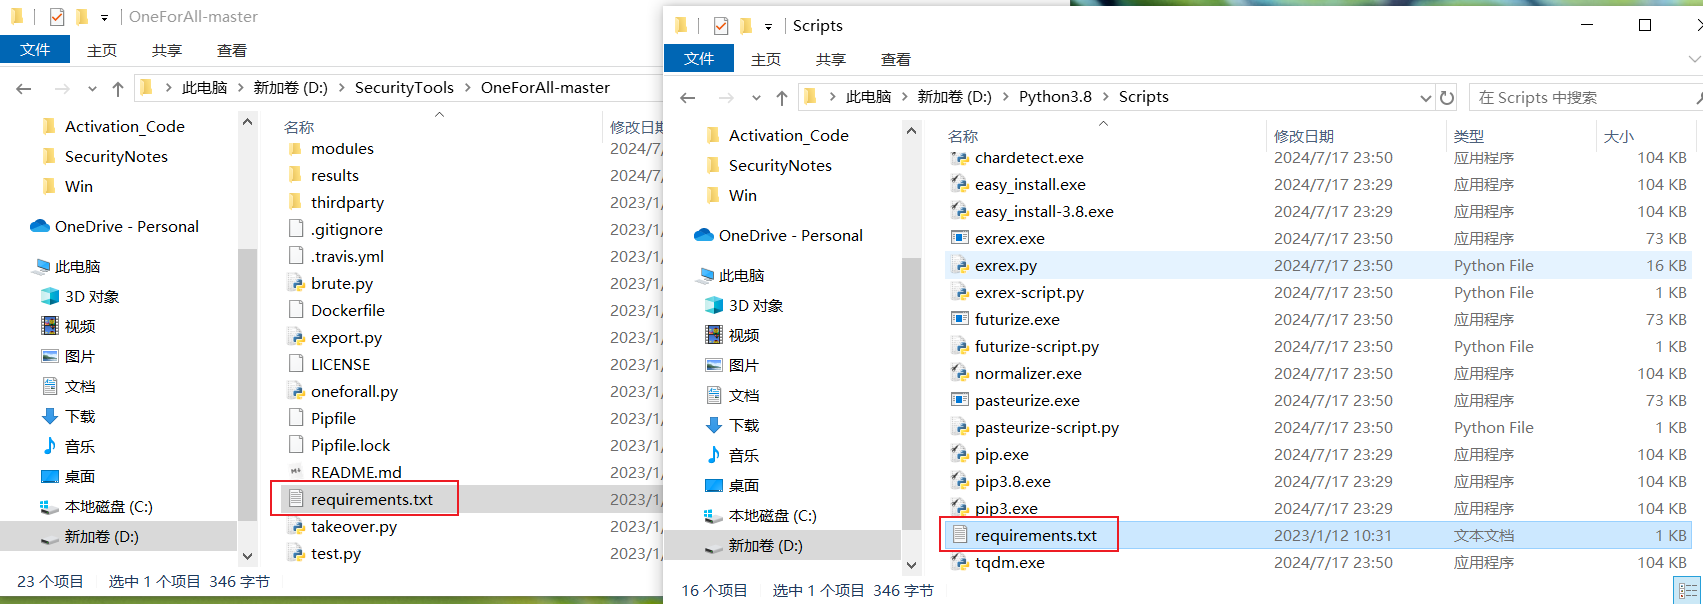 OneForAll-master
文件 主页 共享 查看
此电脑 新加卷 (D:) SecurityTools OneForAll-master
Activation_Code
SecurityNotes
Win
OneDrive - Personal
此电脑
3D 对象
视频
图片
文档
下载
音乐
桌面
本地磁盘 (C:)
新加卷 (D:)
名称 修改日期
modules 2024/7/
results 2024/7/
thirdparty 2023/1/
.gitignore 2023/1/
.travis.yml 2023/1/
brute.py 2023/1/
Dockerfile 2023/1/
export.py 2023/1/
LICENSE 2023/1/
oneforall.py 2023/1/
Pipfile 2023/1/
Pipfile.lock 2023/1/
README.md 2023/1/
requirements.txt 2023/1/
takeover.py 2023/1/
test.py 2023/1/
23 个项目 选中 1 个项目 346 字节
Scripts
文件 主页 共享 查看
此电脑 新加卷 (D:) Python3.8 Scripts
在 Scripts 中搜索
Activation_Code
SecurityNotes
Win
OneDrive - Personal
此电脑
3D 对象
视频
图片
文档
下载
音乐
桌面
本地磁盘 (C:)
新加卷 (D:)
名称 修改日期 类型 大小
chardetect.exe 2024/7/17 23:50 应用程序 104 KB
easy_install.exe 2024/7/17 23:29 应用程序 104 KB
easy_install-3.8.exe 2024/7/17 23:29 应用程序 104 KB
exrex.exe 2024/7/17 23:50 应用程序 73 KB
exrex.py 2024/7/17 23:50 Python File 16 KB
exrex-script.py 2024/7/17 23:50 Python File 1 KB
futurize.exe 2024/7/17 23:50 应用程序 73 KB
futurize-script.py 2024/7/17 23:50 Python File 1 KB
normalizer.exe 2024/7/17 23:50 应用程序 104 KB
pasteurize.exe 2024/7/17 23:50 应用程序 73 KB
pasteurize-script.py 2024/7/17 23:50 Python File 1 KB
pip.exe 2024/7/17 23:29 应用程序 104 KB
pip3.8.exe 2024/7/17 23:29 应用程序 104 KB
pip3.exe 2024/7/17 23:29 应用程序 104 KB
requirements.txt 2023/1/12 10:31 文本文档 1 KB
tqdm.exe 2024/7/17 23:50 应用程序 104 KB
16 个项目 选中 1 个项目 346 字节